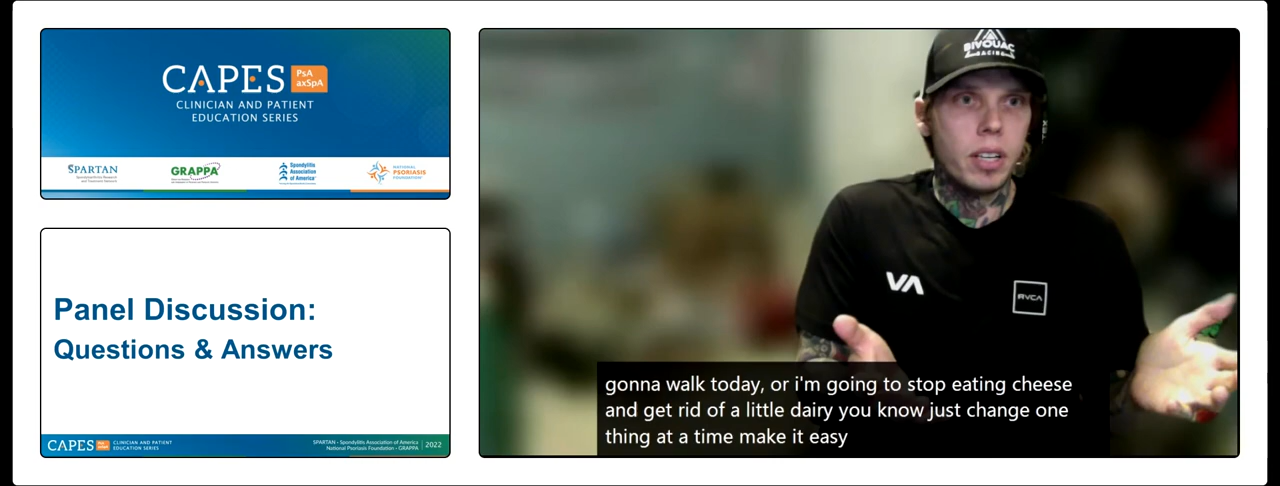 CAPES
PsA
axSpA
CLINICIAN AND PATIENT
EDUCATION SERIES
SPARTAN
GRAPPA
Spondylitis
Association
of America
NATIONAL
PSORIASIS
FOUNDATION
Panel Discussion:
Questions & Answers
CAPES
CLINICIAN AND PATIENT
EDUCATION SERIES
SPARTAN - Spondylitis Association of America
National Psoriasis Foundation - GRAPPA
2022
BIVOUAC
RACING
VA
RVCA
gonna walk today, or i'm going to stop eating cheese
and get rid of a little dairy you know just change one
thing at a time make it easy